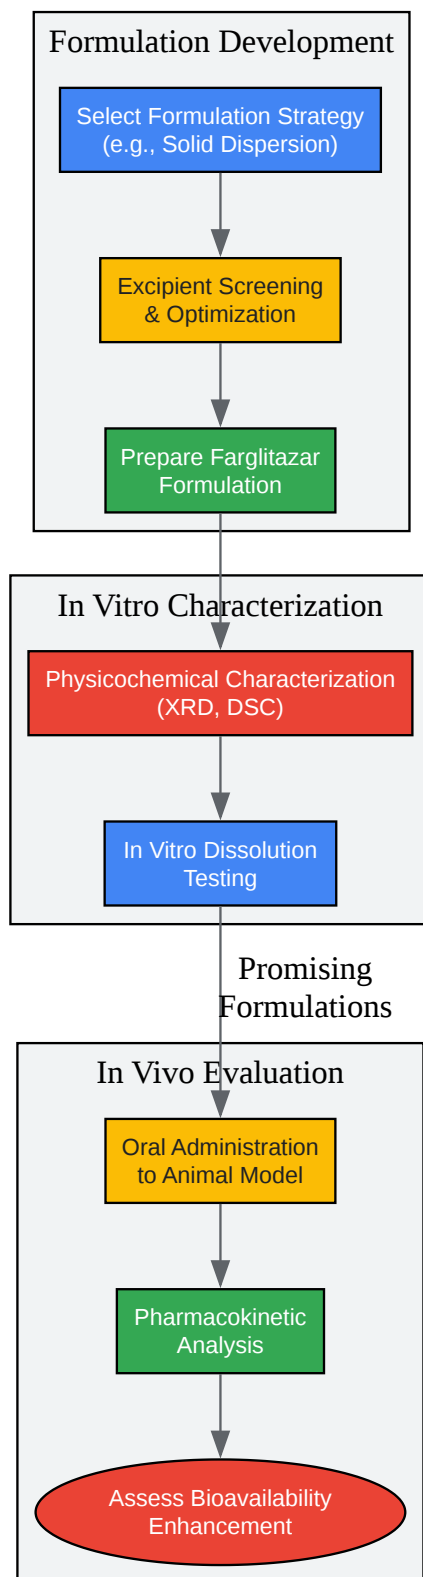 Formulation Development
Select Formulation Strategy
(e.g., Solid Dispersion)
Excipient Screening
& Optimization
Prepare Farglitazar
Formulation
In Vitro Characterization
Physicochemical Characterization
(XRD, DSC)
In Vitro Dissolution
Testing
Promising
Formulations
In Vivo Evaluation
Oral Administration
to Animal Model
Pharmacokinetic
Analysis
Assess Bioavailability
Enhancement